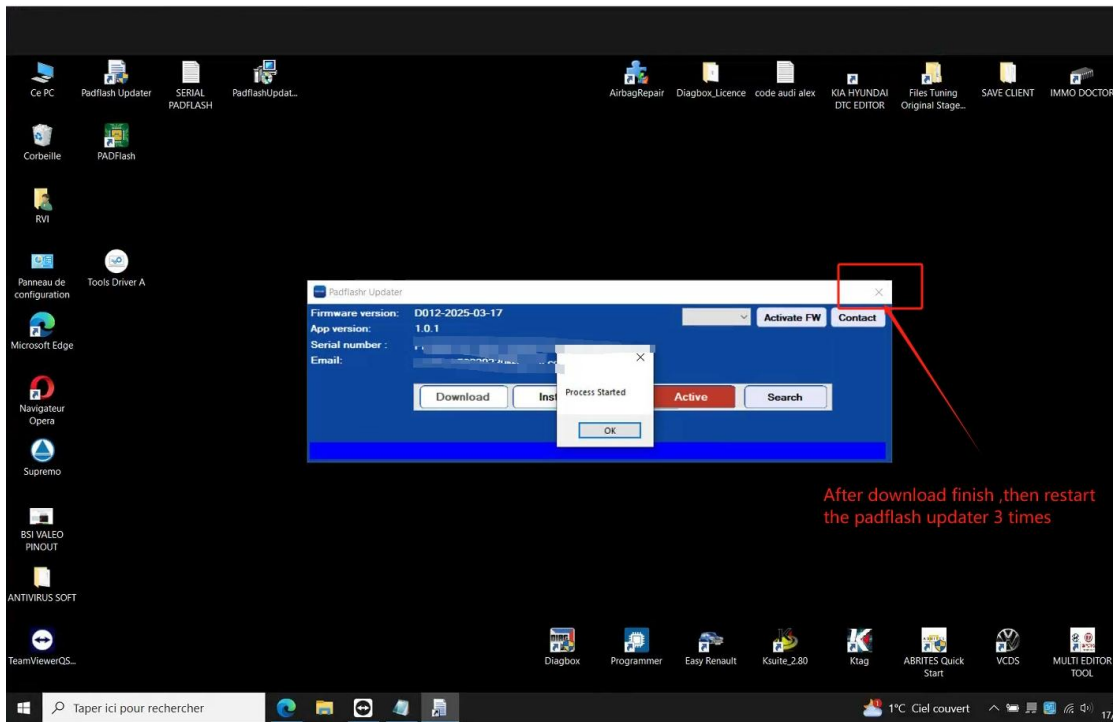 Ce PC
Padflash Updater
SERIAL
PADFLASH
PadflashUpdat...
AirbagRepair
Diagbox_Licence
code audi alex
KIA HYUNDAI
DTC EDITOR
Files Tuning
Original Stage...
SAVE CLIENT
IMMO DOCTOR
Corbeille
PADFlash
RVI
Panneau de
configuration
Tools Driver A
Microsoft Edge
Navigateur
Opera
Supremo
BSI VALEO
PINOUT
ANTIVIRUS SOFT
TeamViewerQS...
Padflashr Updater
Firmware version: D012-2025-03-17
App version: 1.0.1
Serial number :
Email:
Activate FW
Contact
Download
Inst
Active
Search
Process Started
OK
After download finish ,then restart
the padflash updater 3 times
Diagbox
Programmer
Easy Renault
Ksuite_2.80
Ktag
ABRITES Quick
Start
VCDS
MULTI EDITOR
TOOL
Taper ici pour rechercher
1°C Ciel couvert
17